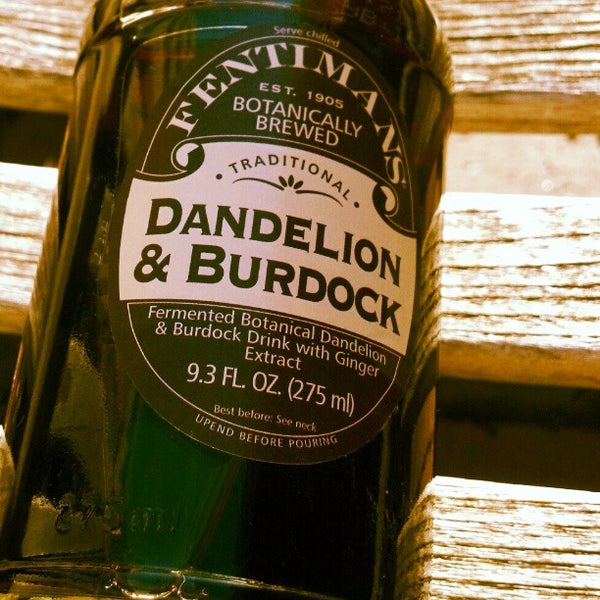 Serve chilled
FENTIMANS
EST. 1905
BOTANICALLY
BREWED
· TRADITIONAL ·
DANDELION
& BURDOCK
Fermented Botanical Dandelion
& Burdock Drink with Ginger
Extract
9.3 FL. OZ. (275 ml)
Best before: See neck
UPEND BEFORE POURING